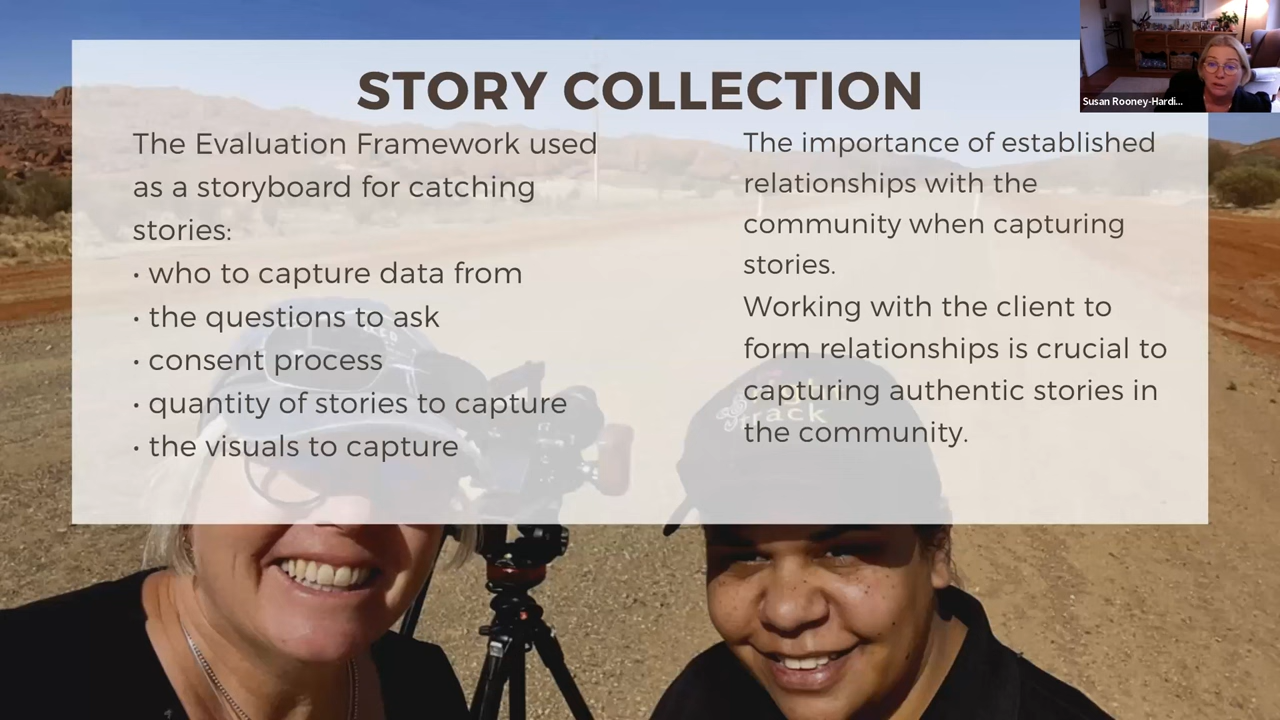 STORY COLLECTION
The Evaluation Framework used
as a storyboard for catching
stories:
• who to capture data from
• the questions to ask
• consent process
• quantity of stories to capture
• the visuals to capture
The importance of established
relationships with the
community when capturing
stories.
Working with the client to
form relationships is crucial to
capturing authentic stories in
the community.
Susan Rooney-Hardi...
track